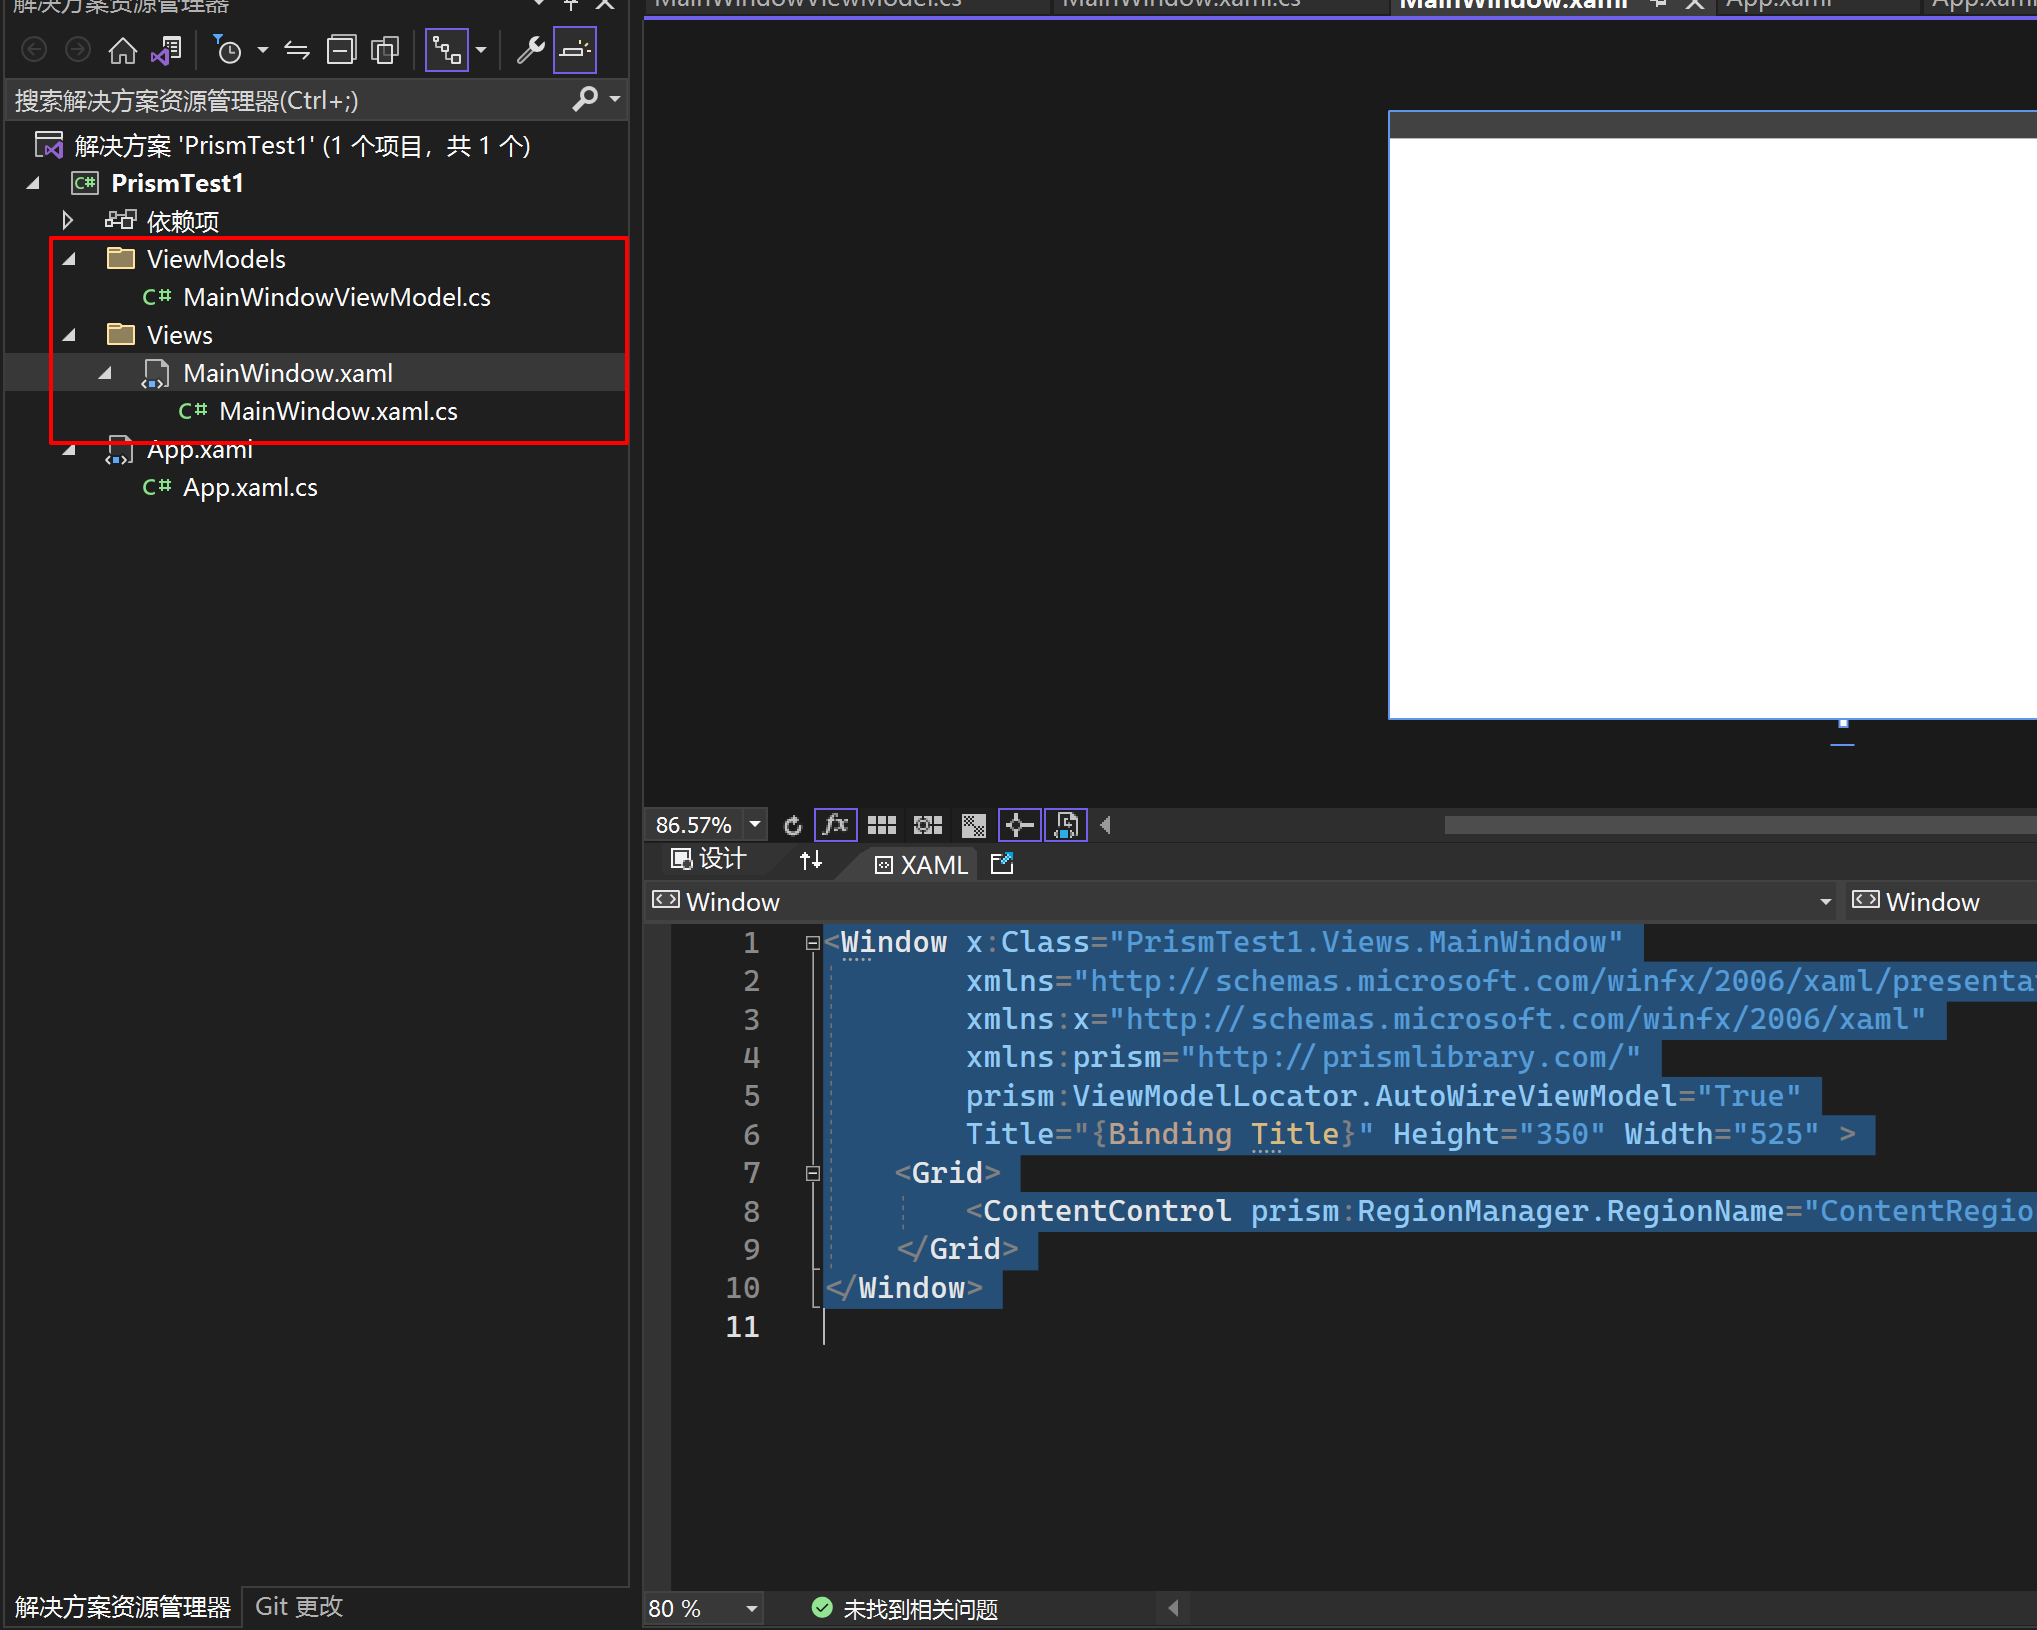 解决方案资源管理器
搜索解决方案资源管理器(Ctrl+;)
解决方案 'PrismTest1' (1 个项目，共 1 个)
C# PrismTest1
依赖项
ViewModels
C# MainWindowViewModel.cs
Views
MainWindow.xaml
C# MainWindow.xaml.cs
App.xaml
C# App.xaml.cs
解决方案资源管理器 Git 更改
MainWindowViewModel.cs MainWindow.xaml.cs MainWindow.xaml App.xaml App.xaml
86.57% fx
设计 XAML
Window Window
1 <Window x:Class="PrismTest1.Views.MainWindow"
2 xmlns="http://schemas.microsoft.com/winfx/2006/xaml/presenta
3 xmlns:x="http://schemas.microsoft.com/winfx/2006/xaml"
4 xmlns:prism="http://prismlibrary.com/"
5 prism:ViewModelLocator.AutoWireViewModel="True"
6 Title="{Binding Title}" Height="350" Width="525" >
7 <Grid>
8 <ContentControl prism:RegionManager.RegionName="ContentRegio
9 </Grid>
10 </Window>
11
80 % 未找到相关问题